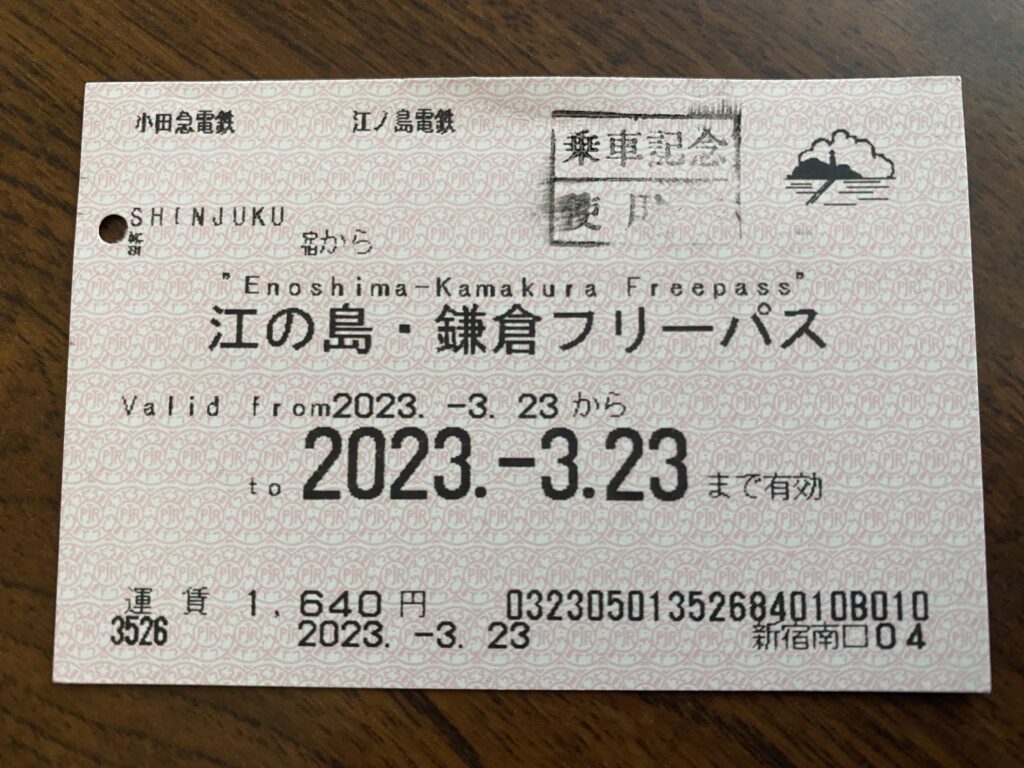 小田急電鉄 江ノ島電鉄
乗車記念
使用
SHINJUKU
宿から
"Enoshima-Kamakura Freepass"
江の島・鎌倉フリーパス
Valid from2023. -3. 23から
to 2023. -3.23まで有効
運賃 1, 640円 03230501352684010B010
3526 2023. -3. 23 新宿南口04